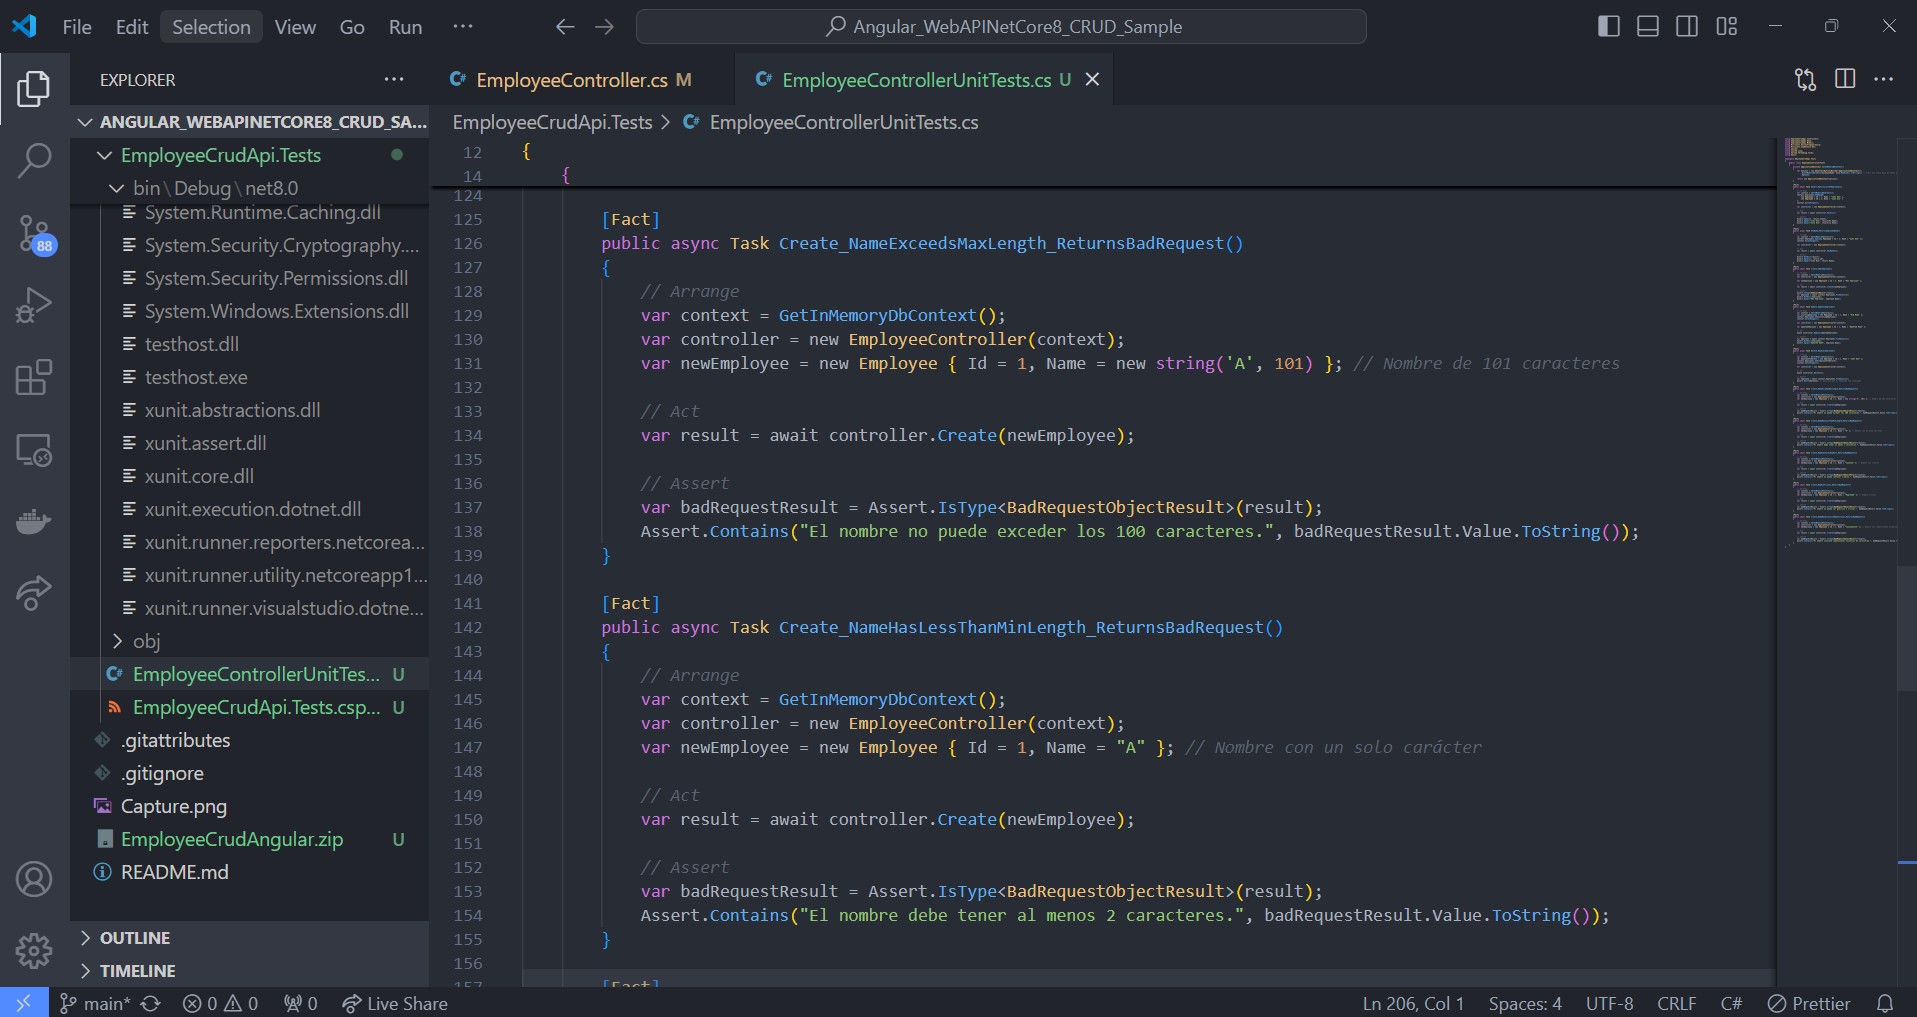 File Edit Selection View Go Run ··· Angular_WebAPINetCore8_CRUD_Sample
EXPLORER ···
EmployeeController.cs M
EmployeeControllerUnitTests.cs U
ANGULAR_WEBAPINETCORE8_CRUD_SA...
EmployeeCrudApi.Tests > EmployeeControllerUnitTests.cs
EmployeeCrudApi.Tests
bin\Debug\net8.0
System.Runtime.Caching.dll
System.Security.Cryptography....
System.Security.Permissions.dll
System.Windows.Extensions.dll
testhost.dll
testhost.exe
xunit.abstractions.dll
xunit.assert.dll
xunit.core.dll
xunit.execution.dotnet.dll
xunit.runner.reporters.netcorea...
xunit.runner.utility.netcoreapp1...
xunit.runner.visualstudio.dotne...
obj
EmployeeControllerUnitTes... U
EmployeeCrudApi.Tests.csp... U
.gitattributes
.gitignore
Capture.png
EmployeeCrudAngular.zip U
README.md
OUTLINE
TIMELINE
88
12 {
14 {
124
125 [Fact]
126 public async Task Create_NameExceedsMaxLength_ReturnsBadRequest()
127 {
128 // Arrange
129 var context = GetInMemoryDbContext();
130 var controller = new EmployeeController(context);
131 var newEmployee = new Employee { Id = 1, Name = new string('A', 101) }; // Nombre de 101 caracteres
132
133 // Act
134 var result = await controller.Create(newEmployee);
135
136 // Assert
137 var badRequestResult = Assert.IsType<BadRequestObjectResult>(result);
138 Assert.Contains("El nombre no puede exceder los 100 caracteres.", badRequestResult.Value.ToString());
139 }
140
141 [Fact]
142 public async Task Create_NameHasLessThanMinLength_ReturnsBadRequest()
143 {
144 // Arrange
145 var context = GetInMemoryDbContext();
146 var controller = new EmployeeController(context);
147 var newEmployee = new Employee { Id = 1, Name = "A" }; // Nombre con un solo carácter
148
149 // Act
150 var result = await controller.Create(newEmployee);
151
152 // Assert
153 var badRequestResult = Assert.IsType<BadRequestObjectResult>(result);
154 Assert.Contains("El nombre debe tener al menos 2 caracteres.", badRequestResult.Value.ToString());
155 }
156
157 [Fact]
main* 0 0 0 Live Share Ln 206, Col 1 Spaces: 4 UTF-8 CRLF C# Prettier